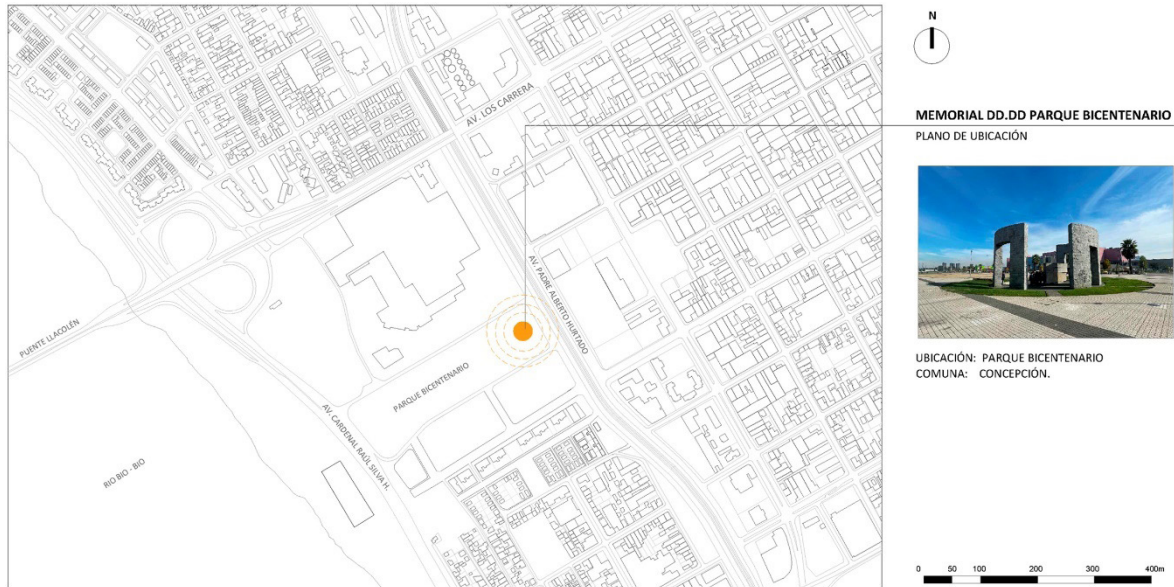 N
MEMORIAL DD.DD PARQUE BICENTENARIO
PLANO DE UBICACIÓN
UBICACIÓN: PARQUE BICENTENARIO
COMUNA: CONCEPCIÓN.
AV. LOS CARRERA
AV. PADRE ALBERTO HURTADO
PUENTE LLACOLÉN
PARQUE BICENTENARIO
AV. CARDENAL RAÚL SILVA H.
RIO BIO - BIO
0 50 100 200 300 400m